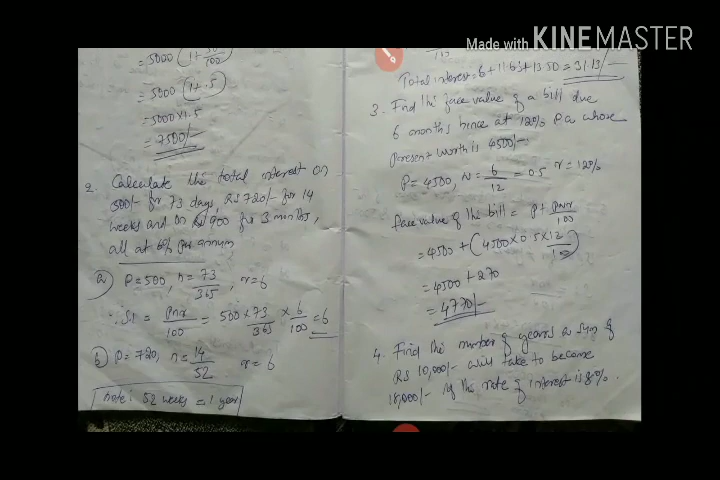 Made with KINEMASTER
= 5000 (1+ 50/100)
= 5000 (1+.5)
= 5000 x 1.5
= 7500/-
2. Calculate the total interest on
500/- for 73 days, Rs 720/- for 14
weeks and on Rs 900 for 3 months,
all at 6% per annum
a) P=500, n= 73/365, r=6
∴ S.I = pnr/100 = 500 x 73/365 x 6/100 = 6
b) P= 720, n= 14/52 r=6
Note: 52 weeks = 1 year
Total interest = 6+11.63+13.50 = 31.13/-
3. Find the face value of a bill due
6 months hence at 12% P.a whose
present worth is 4500/-
P= 4500, n= 6/12 = 0.5 r=12%
face value of the bill = P+ pnr/100
= 4500 + (4500x0.5x12/100)
= 4500 + 270
= 4770/-
4. Find the number of years a sum of
Rs 10,000/- will take to become
18,000/- if the rate of interest is 8%.